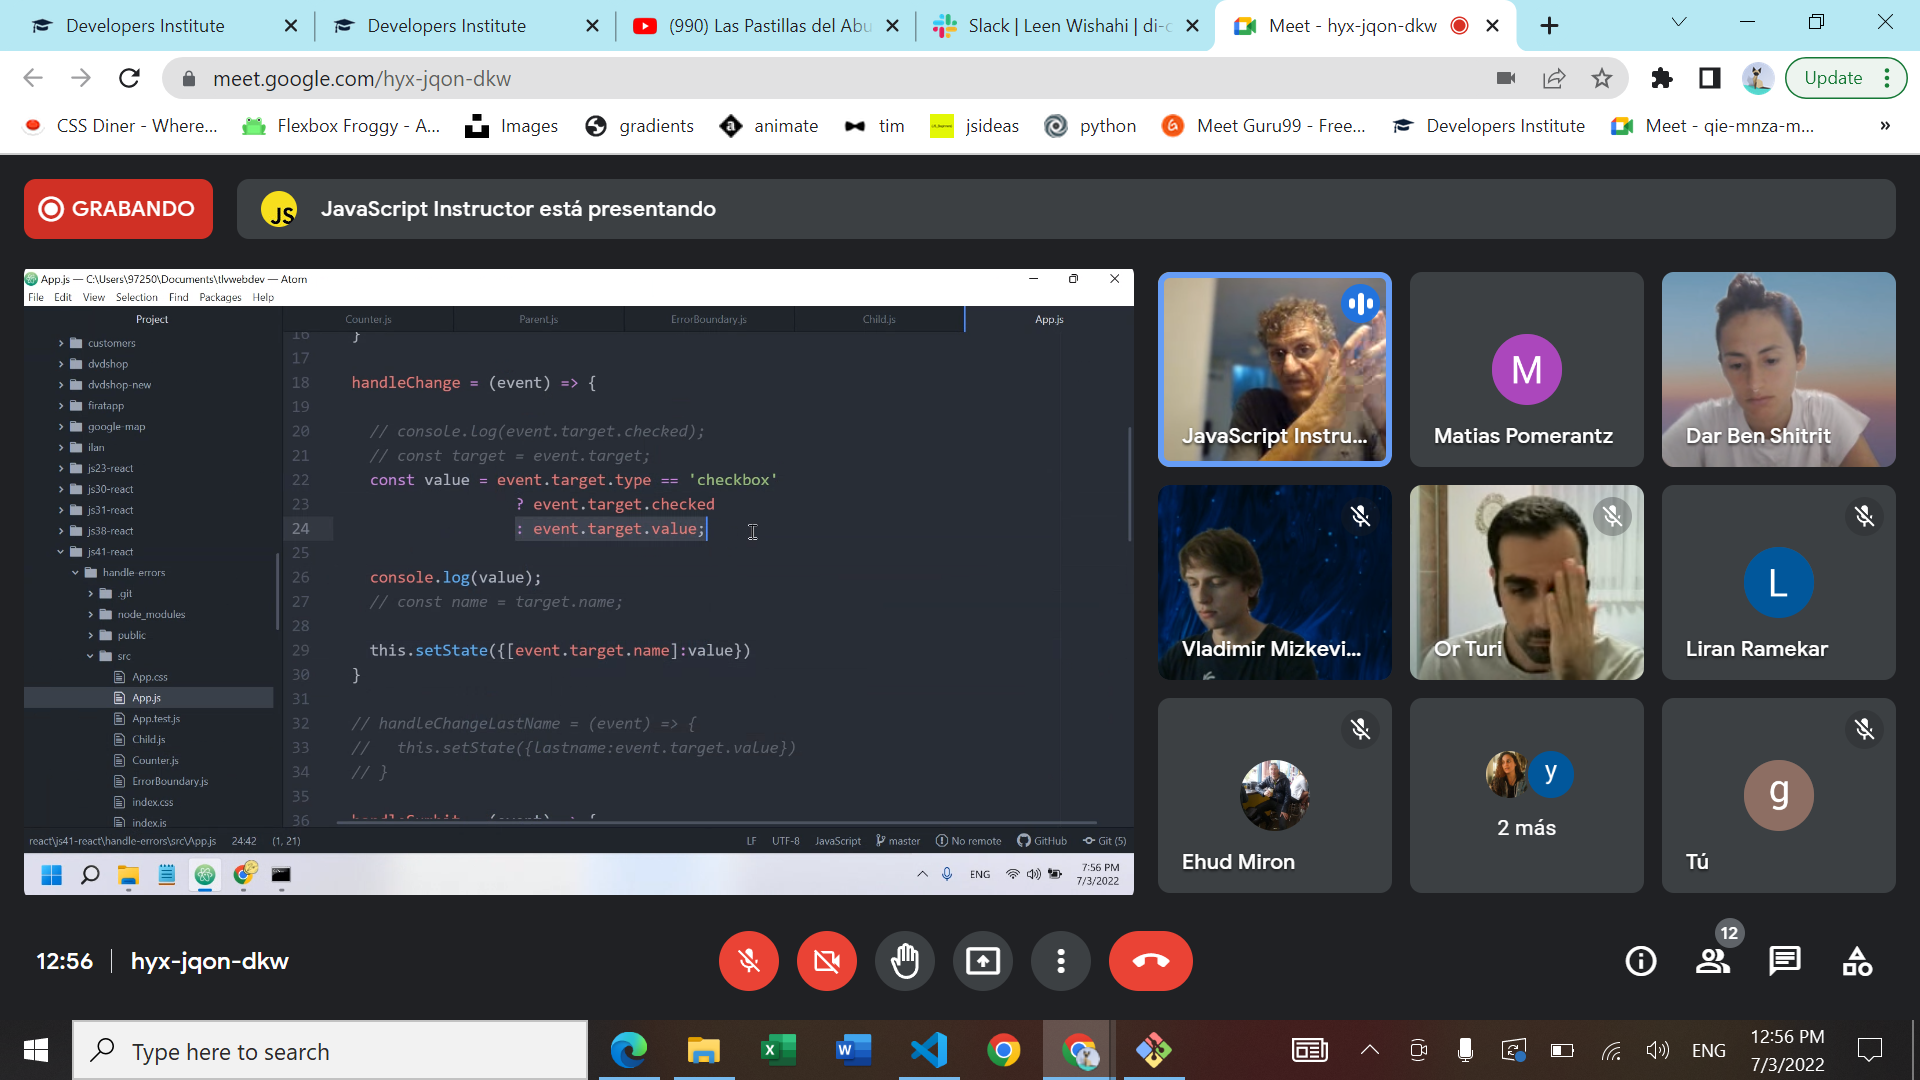 Developers Institute
Developers Institute
(990) Las Pastillas del Abu
Slack | Leen Wishahi | di-c
Meet - hyx-jqon-dkw
meet.google.com/hyx-jqon-dkw
Update
CSS Diner - Where...
Flexbox Froggy - A...
Images
gradients
animate
tim
jsideas
python
Meet Guru99 - Free...
Developers Institute
Meet - qie-mnza-m...
»
GRABANDO
JS
JavaScript Instructor está presentando
App.js — C:\Users\97250\Documents\tlvwebdev — Atom
File Edit View Selection Find Packages Help
Project
Counter.js
Parent.js
ErrorBoundary.js
Child.js
App.js
customers
dvdshop
dvdshop-new
firatapp
google-map
ilan
js23-react
js30-react
js31-react
js38-react
js41-react
handle-errors
.git
node_modules
public
src
App.css
App.js
App.test.js
Child.js
Counter.js
ErrorBoundary.js
index.css
index.js
16 }
17
18 handleChange = (event) => {
19
20 // console.log(event.target.checked);
21 // const target = event.target;
22 const value = event.target.type == 'checkbox'
23 ? event.target.checked
24 : event.target.value;
25
26 console.log(value);
27 // const name = target.name;
28
29 this.setState({[event.target.name]:value})
30 }
31
32 // handleChangeLastName = (event) => {
33 // this.setState({lastname:event.target.value})
34 // }
35
36
react\js41-react\handle-errors\src\App.js 24:42 (1, 21)
LF UTF-8 JavaScript master No remote GitHub Git (5)
ENG
7:56 PM
7/3/2022
JavaScript Instru...
M
Matias Pomerantz
Dar Ben Shitrit
Vladimir Mizkevi...
Or Turi
L
Liran Ramekar
Ehud Miron
y
2 más
g
Tú
12:56
hyx-jqon-dkw
12
Type here to search
ENG
12:56 PM
7/3/2022